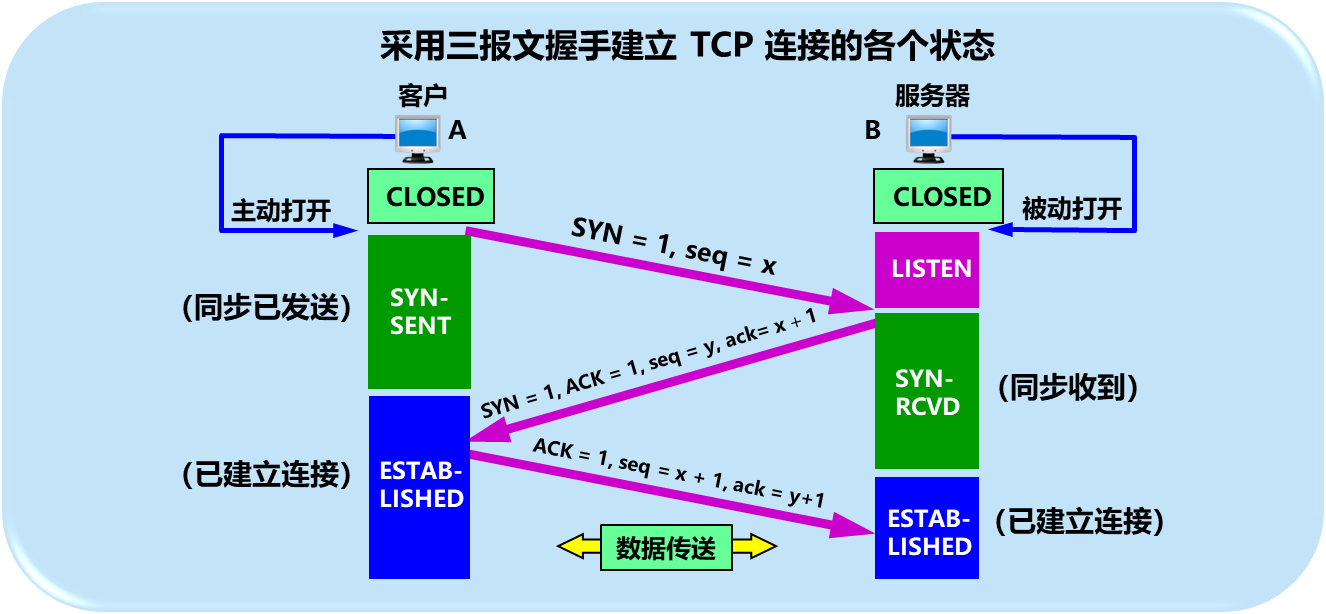 采用三报文握手建立 TCP 连接的各个状态
客户
服务器
A
B
CLOSED
CLOSED
主动打开
被动打开
SYN = 1, seq = x
LISTEN
(同步已发送)
SYN-
SENT
SYN = 1, ACK = 1, seq = y, ack= x + 1
SYN-
RCVD
(同步收到)
(已建立连接)
ESTAB-
LISHED
ACK = 1, seq = x + 1, ack = y+1
ESTAB-
LISHED
(已建立连接)
数据传送